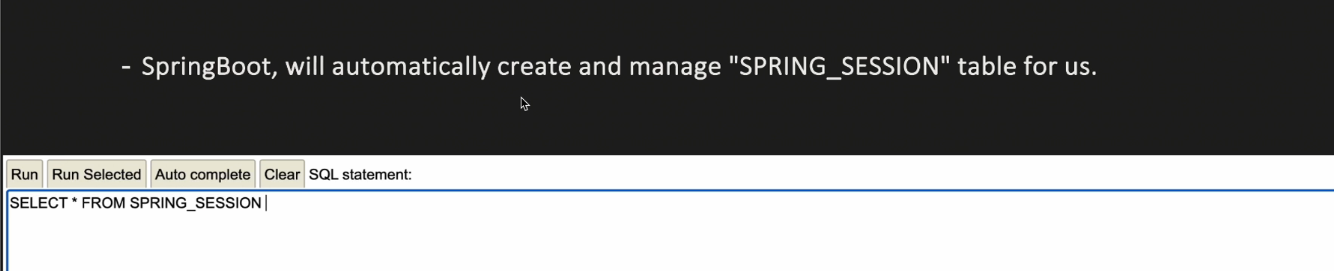 - SpringBoot, will automatically create and manage "SPRING_SESSION" table for us.
Run Run Selected Auto complete Clear SQL statement:
SELECT * FROM SPRING_SESSION